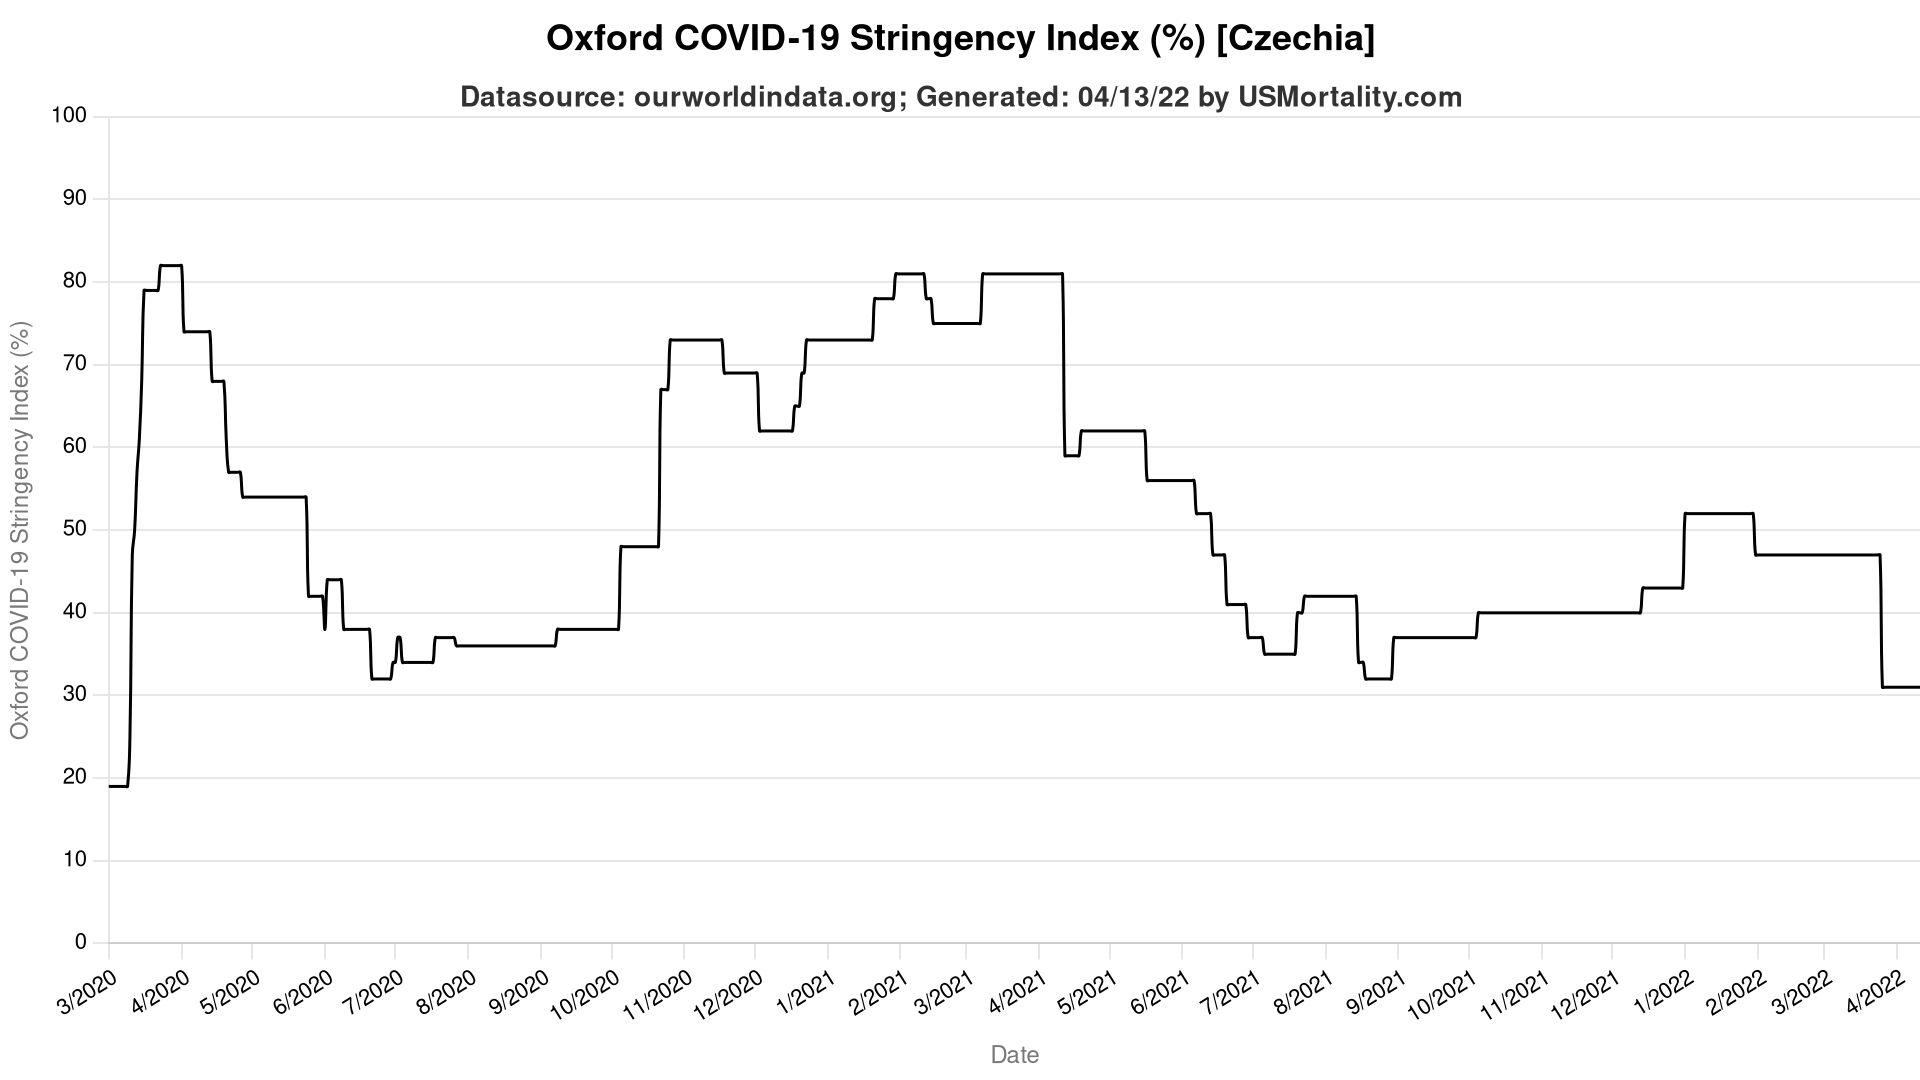 Oxford COVID-19 Stringency Index (%) [Czechia]
Datasource: ourworldindata.org; Generated: 04/13/22 by USMortality.com
Oxford COVID-19 Stringency Index (%)
100
90
80
70
60
50
40
30
20
10
0
3/2020 4/2020 5/2020 6/2020 7/2020 8/2020 9/2020 10/2020 11/2020 12/2020 1/2021 2/2021 3/2021 4/2021 5/2021 6/2021 7/2021 8/2021 9/2021 10/2021 11/2021 12/2021 1/2022 2/2022 3/2022 4/2022
Date